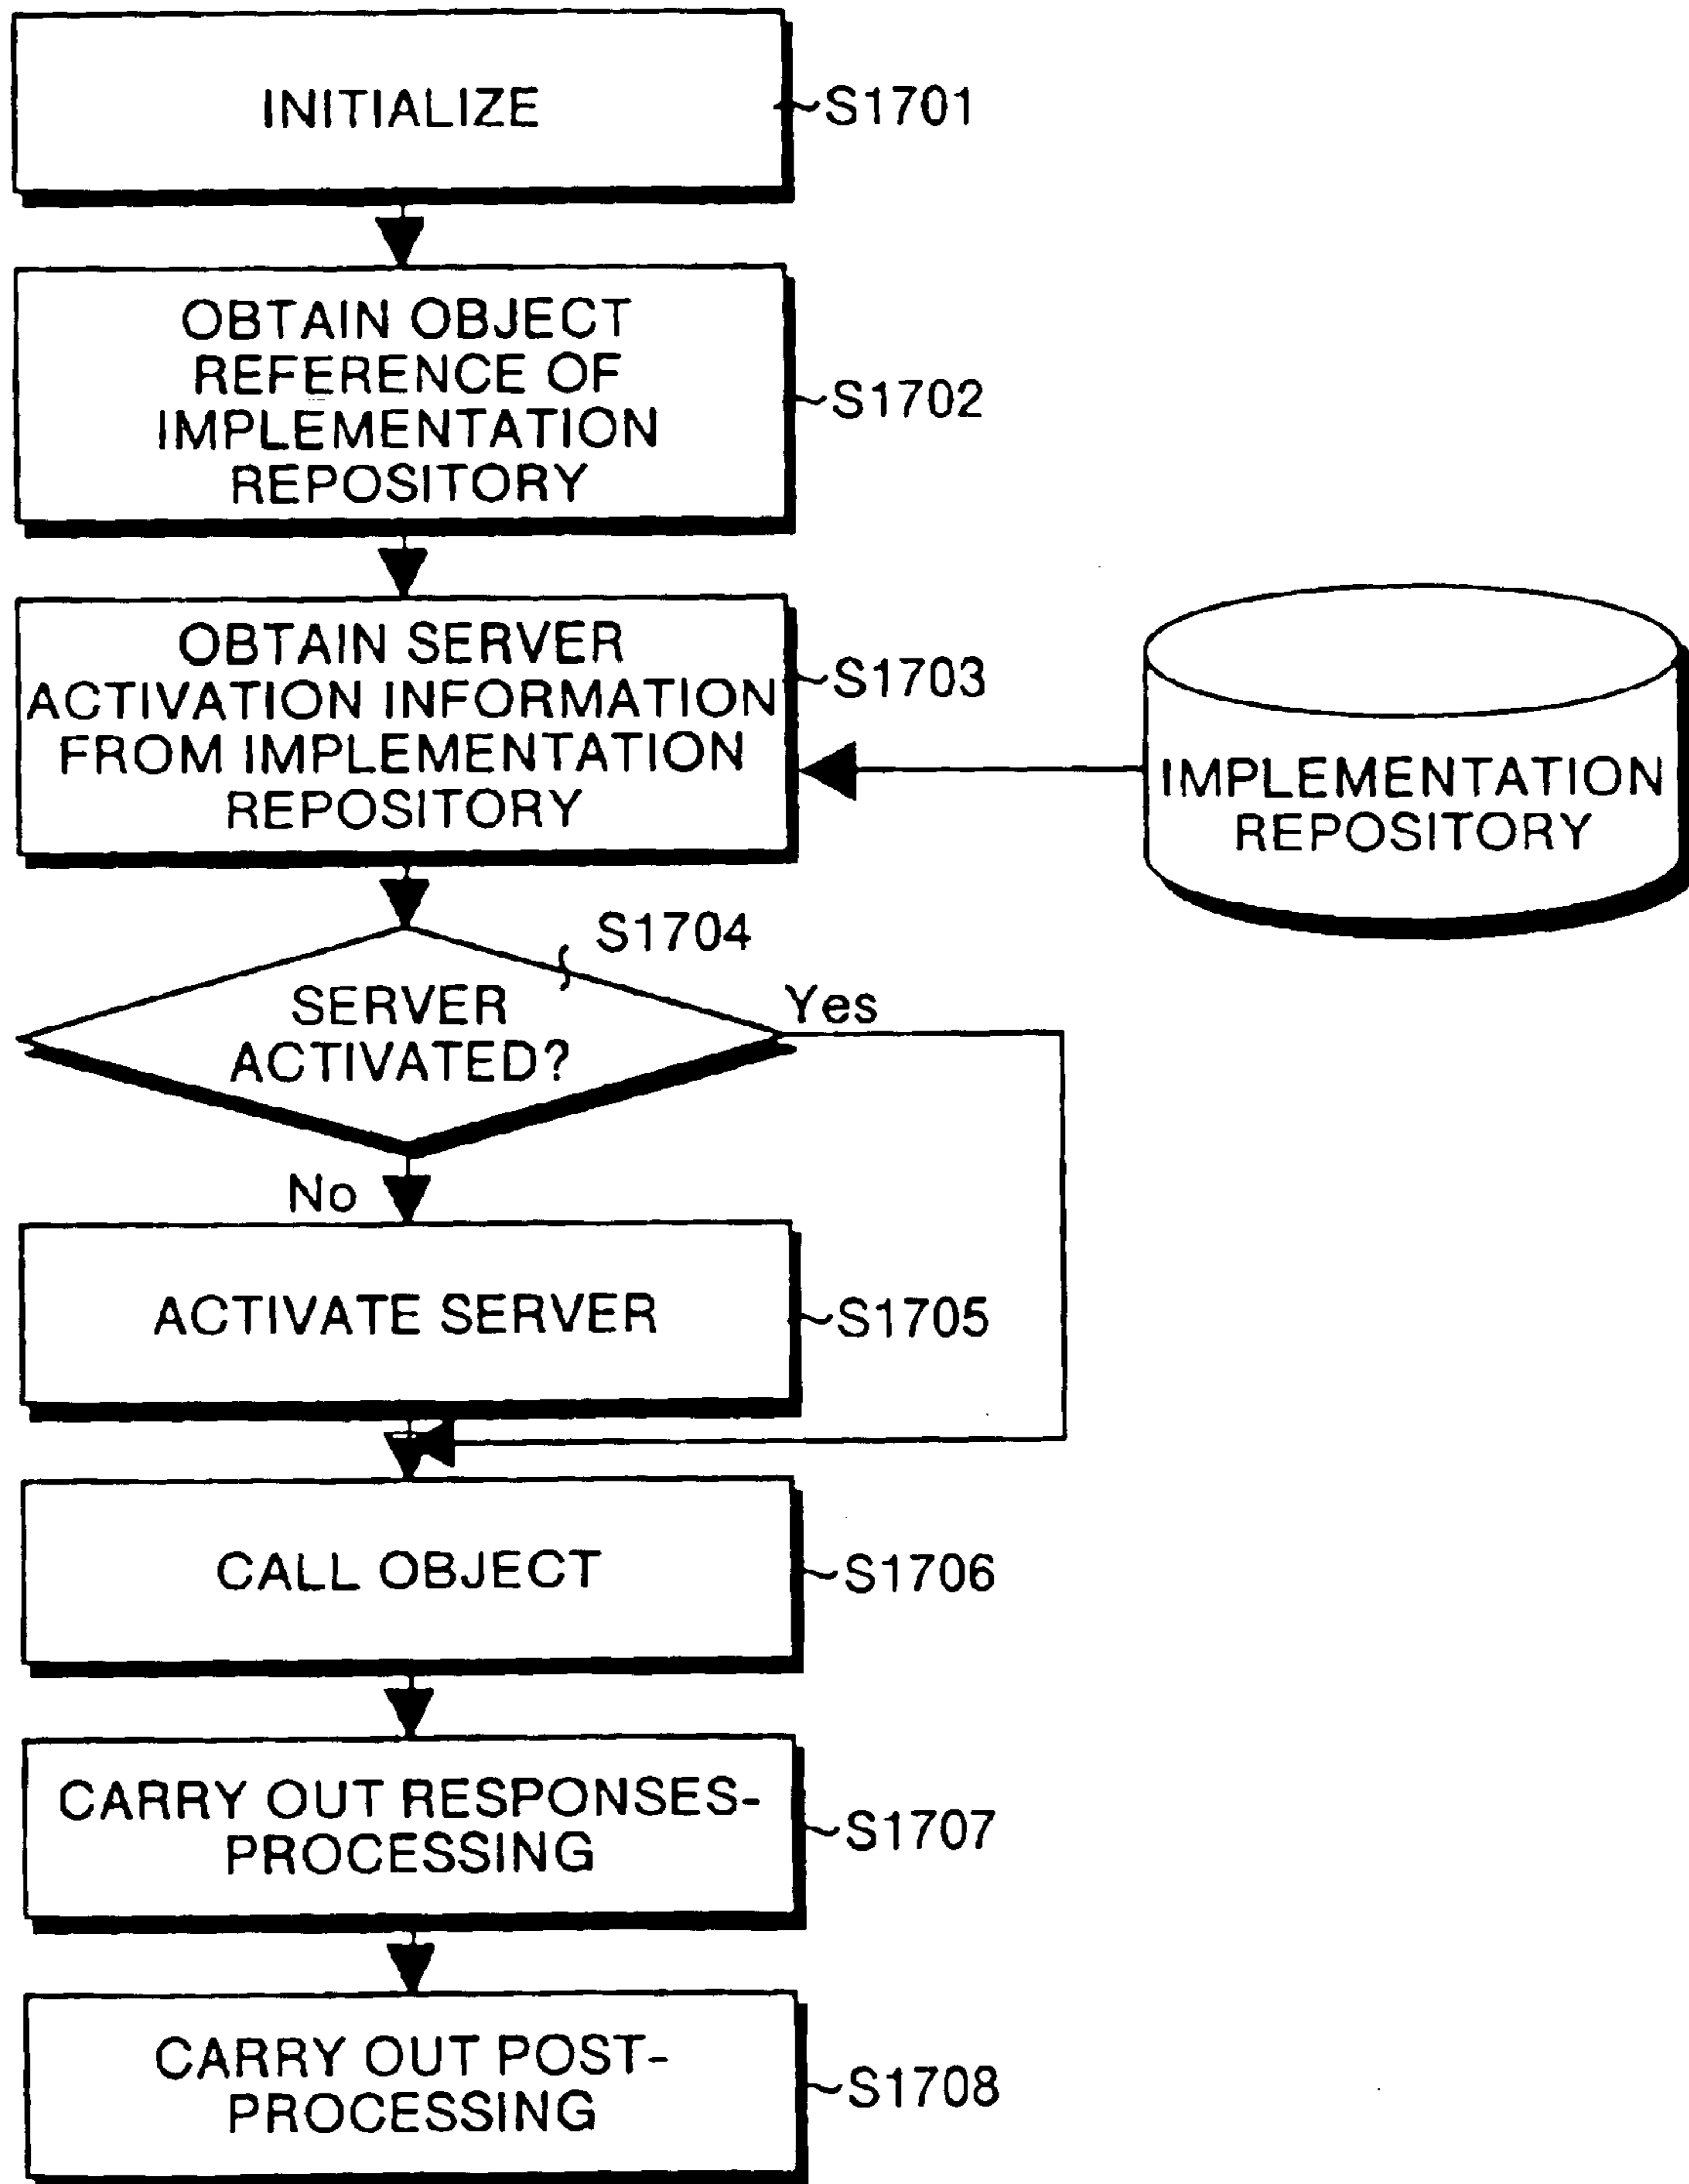 INITIALIZE
S1701
OBTAIN OBJECT
REFERENCE OF
IMPLEMENTATION
REPOSITORY
S1702
OBTAIN SERVER
ACTIVATION INFORMATION
FROM IMPLEMENTATION
REPOSITORY
S1703
IMPLEMENTATION
REPOSITORY
S1704
SERVER
ACTIVATED?
Yes
No
ACTIVATE SERVER
S1705
CALL OBJECT
S1706
CARRY OUT RESPONSES-
PROCESSING
S1707
CARRY OUT POST-
PROCESSING
S1708